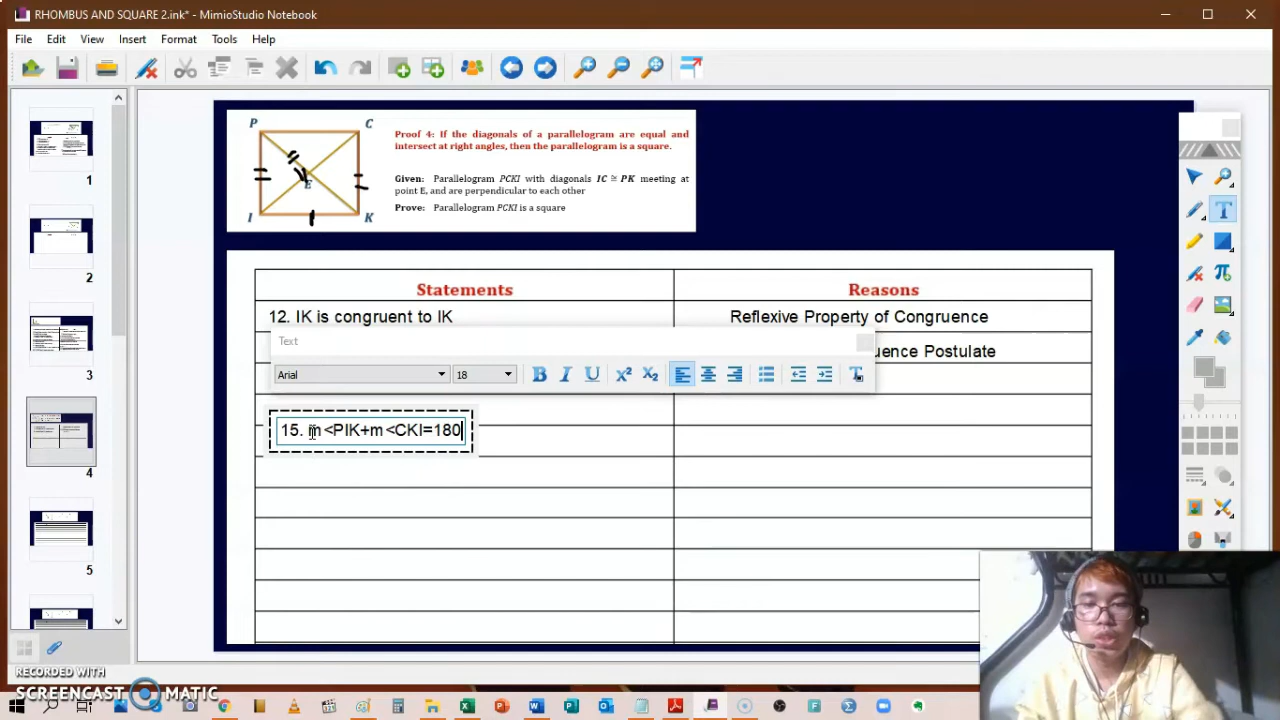 RHOMBUS AND SQUARE 2.ink* - MimioStudio Notebook
File Edit View Insert Format Tools Help
1
2
3
4
5
P C
E
I K
Proof 4: If the diagonals of a parallelogram are equal and
intersect at right angles, then the parallelogram is a square.
Given: Parallelogram PCKI with diagonals IC ≅ PK meeting at
point E, and are perpendicular to each other
Prove: Parallelogram PCKI is a square
Statements Reasons
12. IK is congruent to IK Reflexive Property of Congruence
Text
uence Postulate
Arial 18 B I U X² X₂
15. m<PIK+m<CKI=180
RECORDED WITH
SCREENCAST MATIC